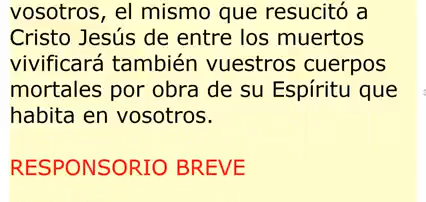 vosotros, el mismo que resucitó a
Cristo Jesús de entre los muertos
vivificará también vuestros cuerpos
mortales por obra de su Espíritu que
habita en vosotros.
RESPONSORIO BREVE